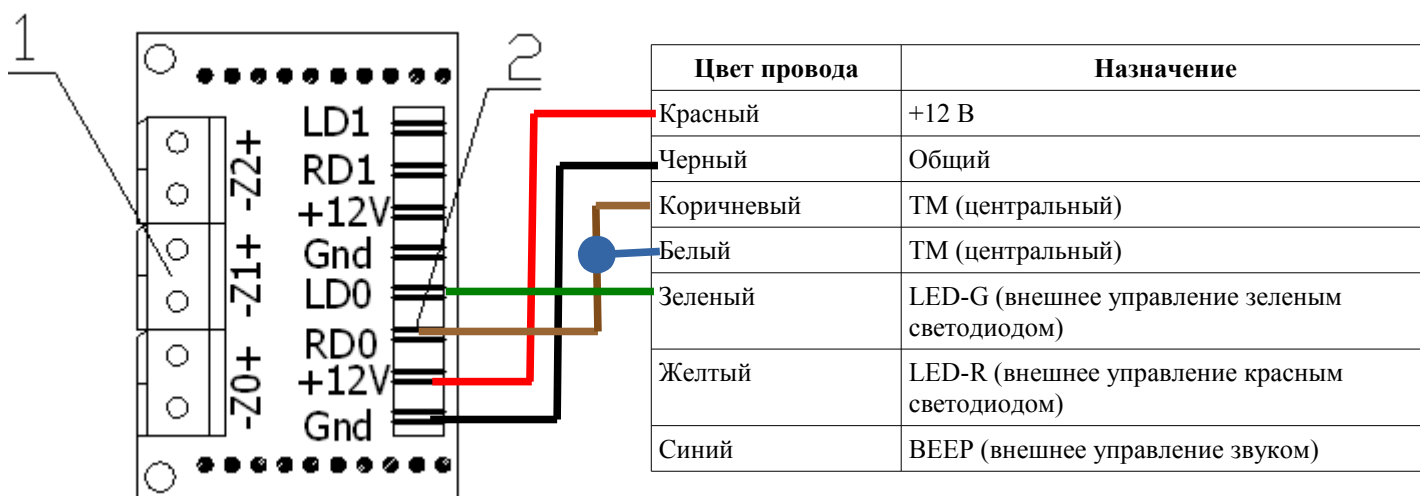 1
2
LD1
RD1
+12V
Gnd
LD0
RD0
+12V
Gnd
-Z2+
-Z1+
-Z0+
Цвет провода Назначение
Красный +12 В
Черный Общий
Коричневый ТМ (центральный)
Белый ТМ (центральный)
Зеленый LED-G (внешнее управление зеленым
светодиодом)
Желтый LED-R (внешнее управление красным
светодиодом)
Синий BEEP (внешнее управление звуком)